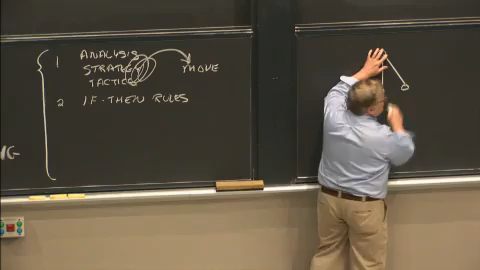 1 ANALYSIS
STRATEGY MOVE
TACTICS
2 IF-THEN RULES